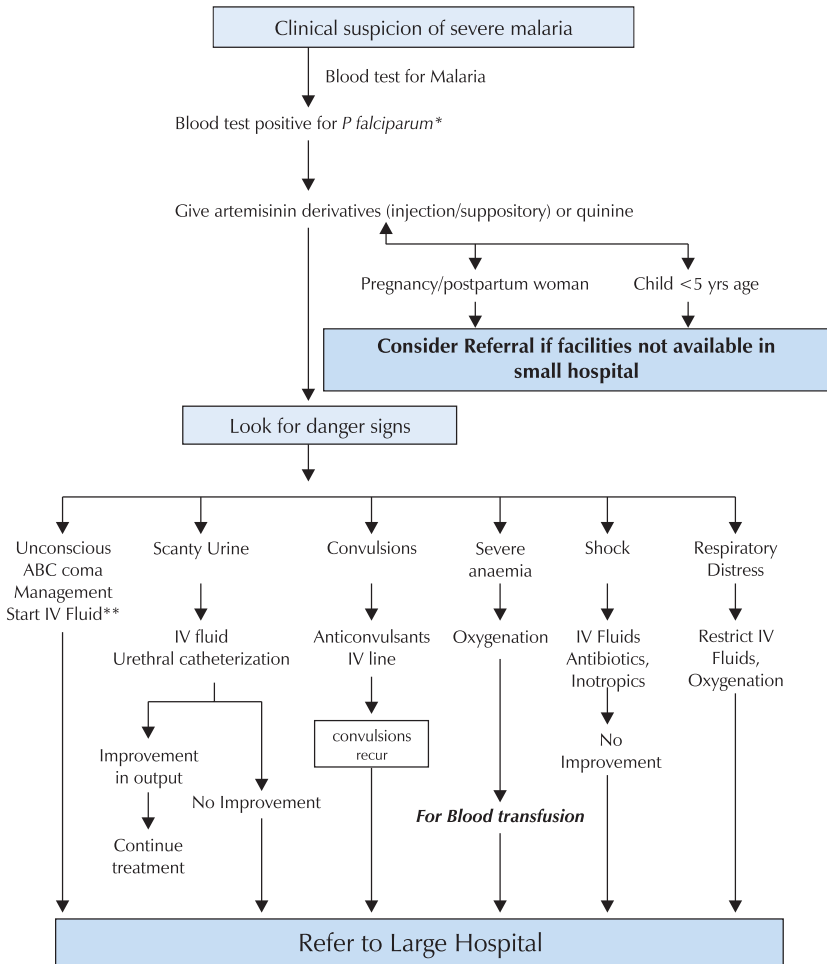 Clinical suspicion of severe malaria
Blood test for Malaria
Blood test positive for P falciparum*
Give artemisinin derivatives (injection/suppository) or quinine
Pregnancy/postpartum woman
Child <5 yrs age
Consider Referral if facilities not available in
small hospital
Look for danger signs
Unconscious
ABC coma
Management
Start IV Fluid**
Scanty Urine
IV fluid
Urethral catheterization
Improvement
in output
Continue
treatment
No Improvement
Convulsions
Anticonvulsants
IV line
convulsions
recur
Severe
anaemia
Oxygenation
For Blood transfusion
Shock
IV Fluids
Antibiotics,
Inotropics
No
Improvement
Respiratory
Distress
Restrict IV
Fluids,
Oxygenation
Refer to Large Hospital